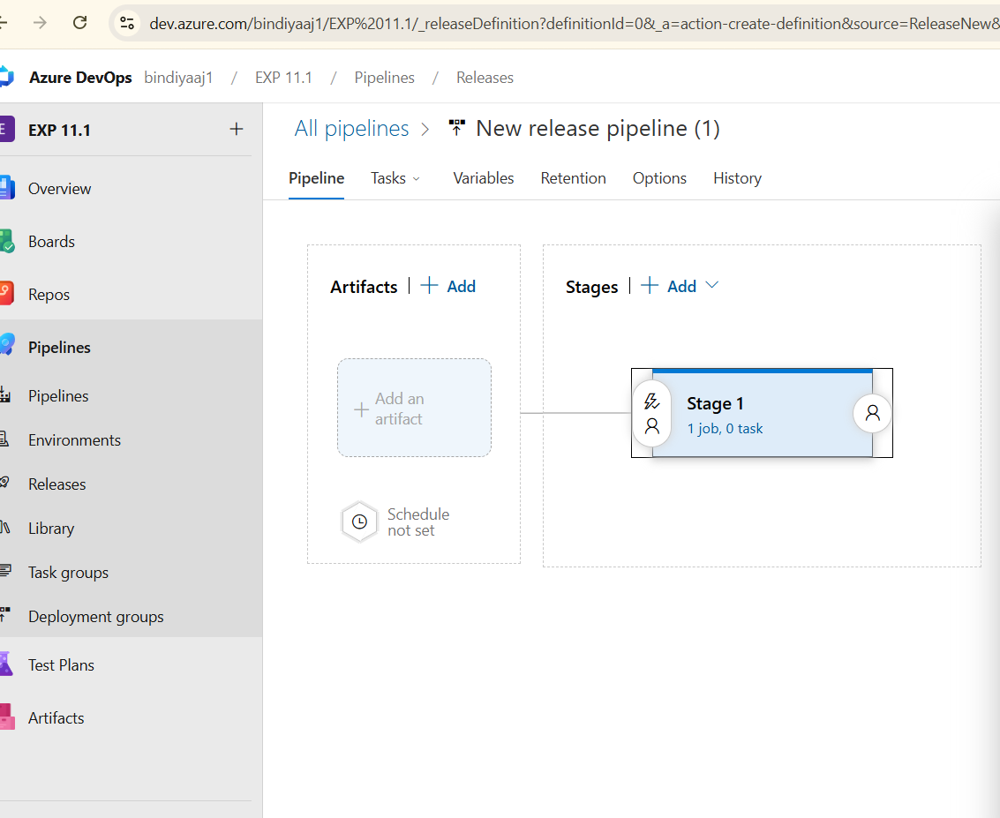 dev.azure.com/bindiyaaj1/EXP%2011.1/_releaseDefinition?definitionId=0&_a=action-create-definition&source=ReleaseNew&
Azure DevOps bindiyaaj1 / EXP 11.1 / Pipelines / Releases
E EXP 11.1 +
Overview
Boards
Repos
Pipelines
Pipelines
Environments
Releases
Library
Task groups
Deployment groups
Test Plans
Artifacts
All pipelines > New release pipeline (1)
Pipeline Tasks Variables Retention Options History
Artifacts | + Add
+ Add an
artifact
Schedule
not set
Stages | + Add
Stage 1
1 job, 0 task